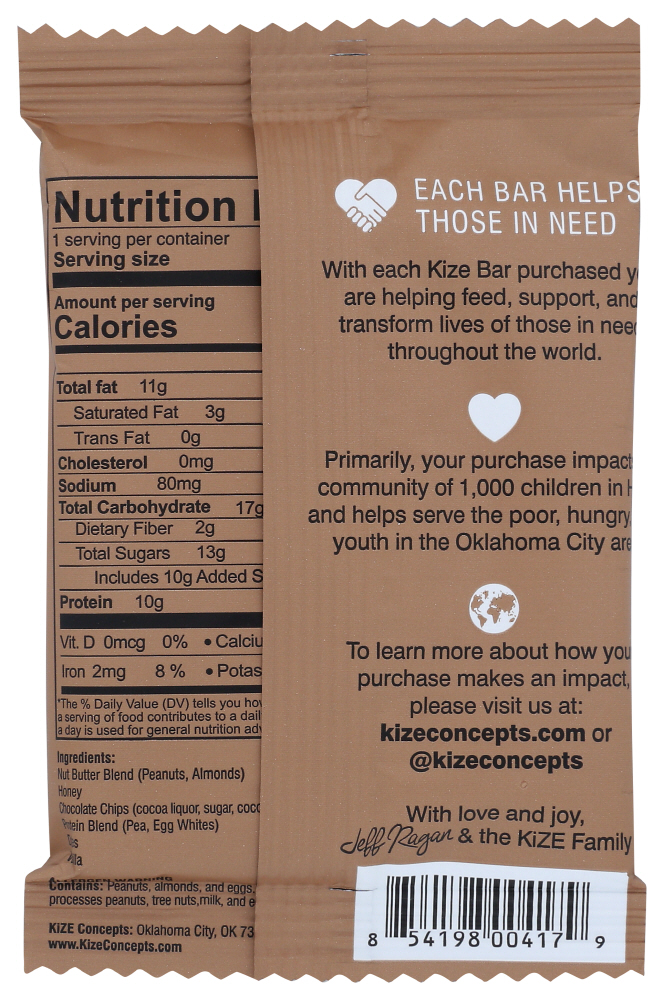 Nutrition
1 serving per container
Serving size
Amount per serving
Calories
Total fat 11g
Saturated Fat 3g
Trans Fat 0g
Cholesterol 0mg
Sodium 80mg
Total Carbohydrate 17g
Dietary Fiber 2g
Total Sugars 13g
Includes 10g Added S
Protein 10g
Vit. D 0mcg 0% • Calciu
Iron 2mg 8 % • Potas
*The % Daily Value (DV) tells you how
a serving of food contributes to a dail
a day is used for general nutrition adv
Ingredients:
Nut Butter Blend (Peanuts, Almonds)
Honey
Chocolate Chips (cocoa liquor, sugar, coco
Protein Blend (Pea, Egg Whites)
Contains: Peanuts, almonds, and eggs.
processes peanuts, tree nuts,milk, and e
KiZE Concepts: Oklahoma City, OK 73
www.KizeConcepts.com
EACH BAR HELPS
THOSE IN NEED
With each Kize Bar purchased y
are helping feed, support, and
transform lives of those in need
throughout the world.
Primarily, your purchase impact
community of 1,000 children in H
and helps serve the poor, hungry,
youth in the Oklahoma City are
To learn more about how you
purchase makes an impact,
please visit us at:
kizeconcepts.com or
@kizeconcepts
With love and joy,
Jeff Ragan & the KiZE Family
8 54198 00417 9